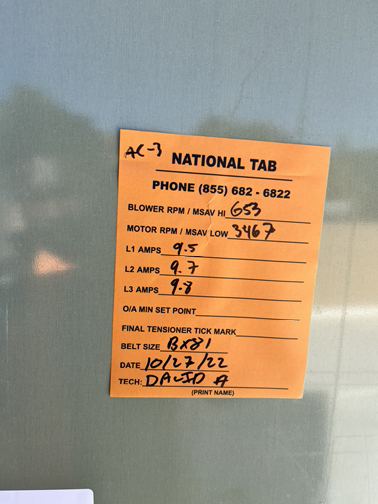 AC-3
NATIONAL TAB
PHONE (855) 682 - 6822
BLOWER RPM / MSAV HI 653
MOTOR RPM / MSAV LOW 3467
L1 AMPS 9.5
L2 AMPS 9.7
L3 AMPS 9.8
O/A MIN SET POINT
FINAL TENSIONER TICK MARK
BELT SIZE BX81
DATE 10/27/22
TECH: DAVID A
(PRINT NAME)